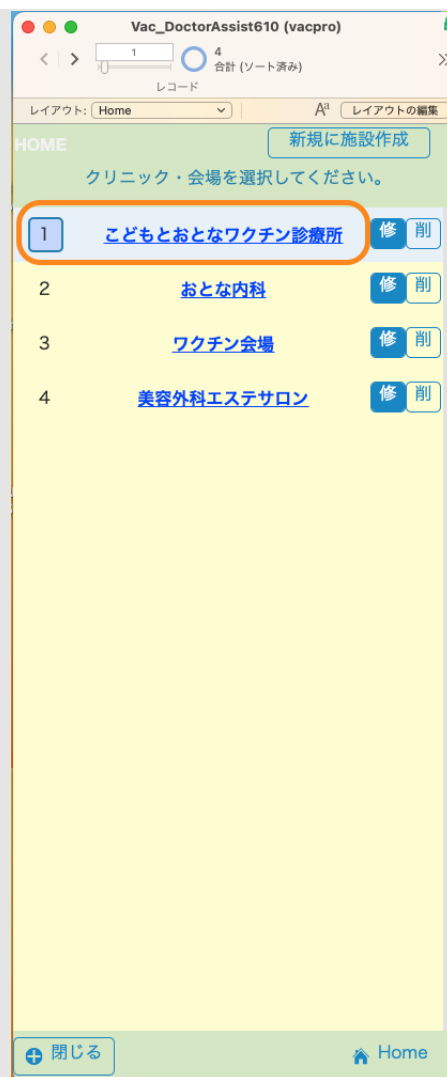 Vac_DoctorAssist610 (vacpro)
1
4
合計 (ソート済み)
レコード
レイアウト: Home
Aª レイアウトの編集
HOME
新規に施設作成
クリニック・会場を選択してください。
1 こどもとおとなワクチン診療所 修 削
2 おとな内科 修 削
3 ワクチン会場 修 削
4 美容外科エステサロン 修 削
閉じる Home